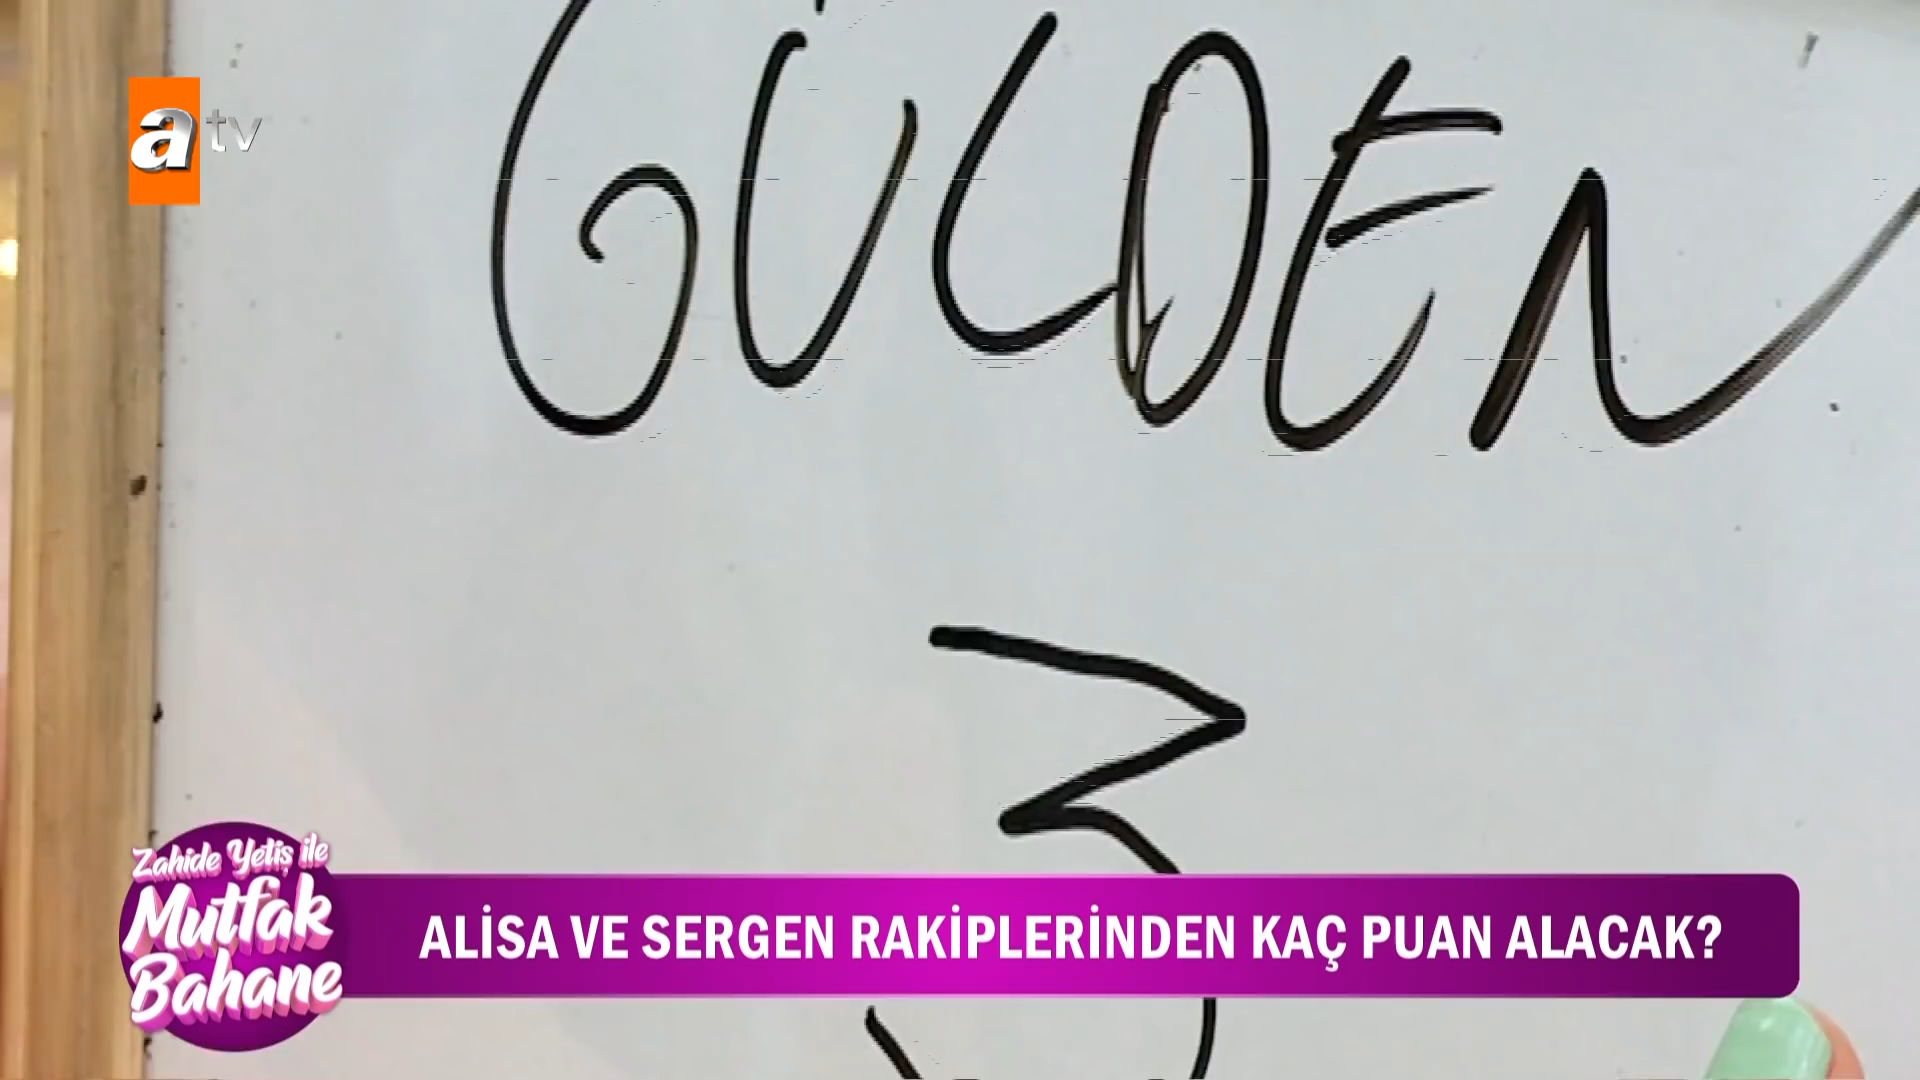 GÜLDEN
atv
3
Zahide Yetiş ile
Mutfak
Bahane
ALİSA VE SERGEN RAKİPLERİNDEN KAÇ PUAN ALACAK?